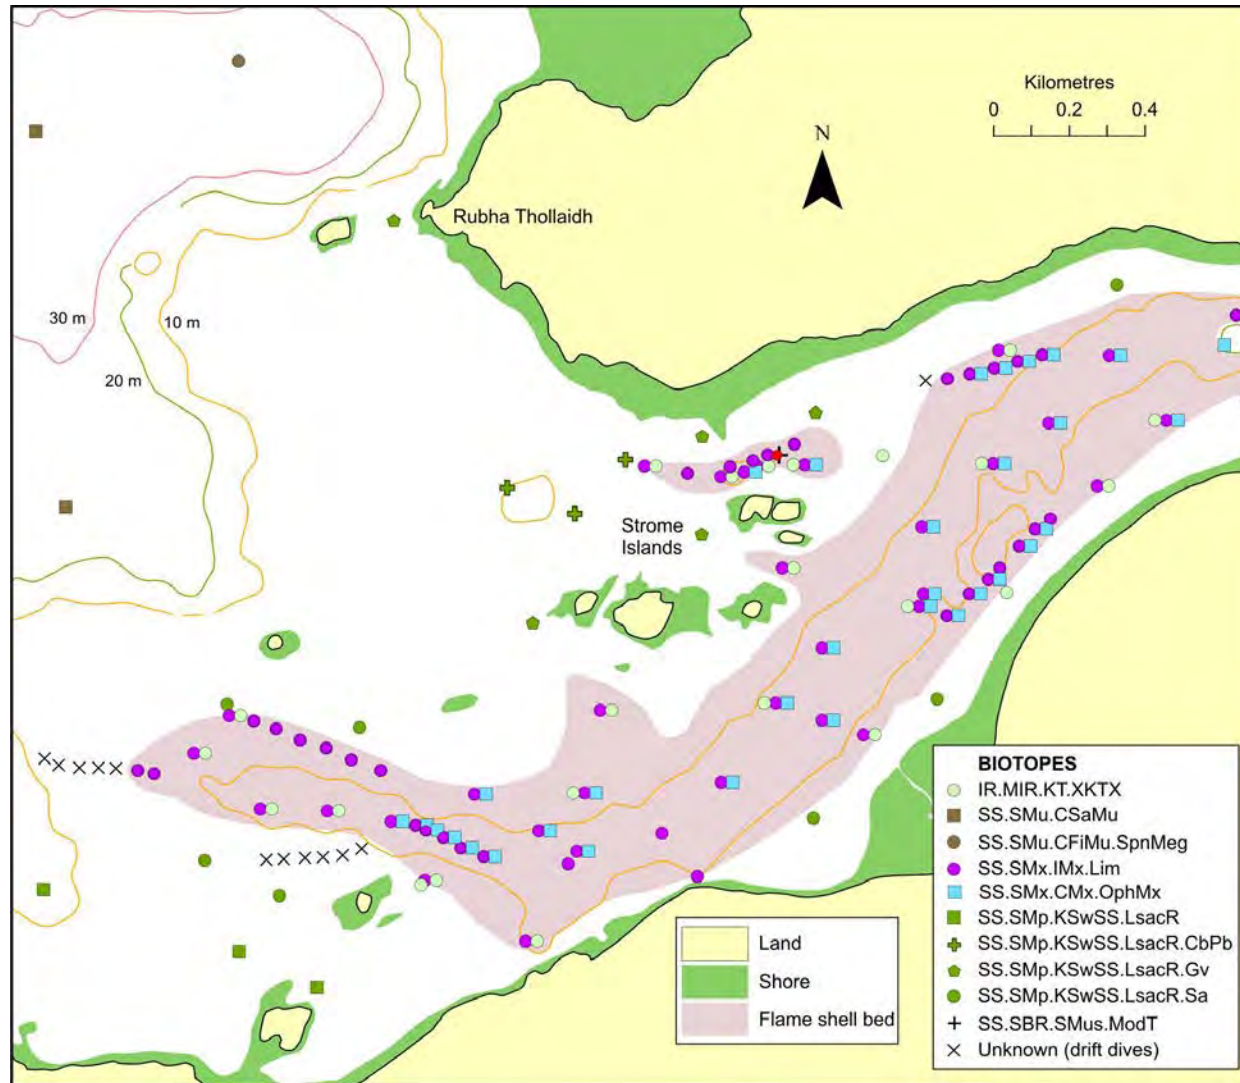 Kilometres
0 0.2 0.4
N
Rubha Thollaidh
30 m
10 m
20 m
Strome
Islands
BIOTOPES
IR.MIR.KT.XKTX
SS.SMu.CSaMu
SS.SMu.CFiMu.SpnMeg
SS.SMx.IMx.Lim
SS.SMx.CMx.OphMx
SS.SMp.KSwSS.LsacR
SS.SMp.KSwSS.LsacR.CbPb
SS.SMp.KSwSS.LsacR.Gv
SS.SMp.KSwSS.LsacR.Sa
SS.SBR.SMus.ModT
Unknown (drift dives)
Land
Shore
Flame shell bed